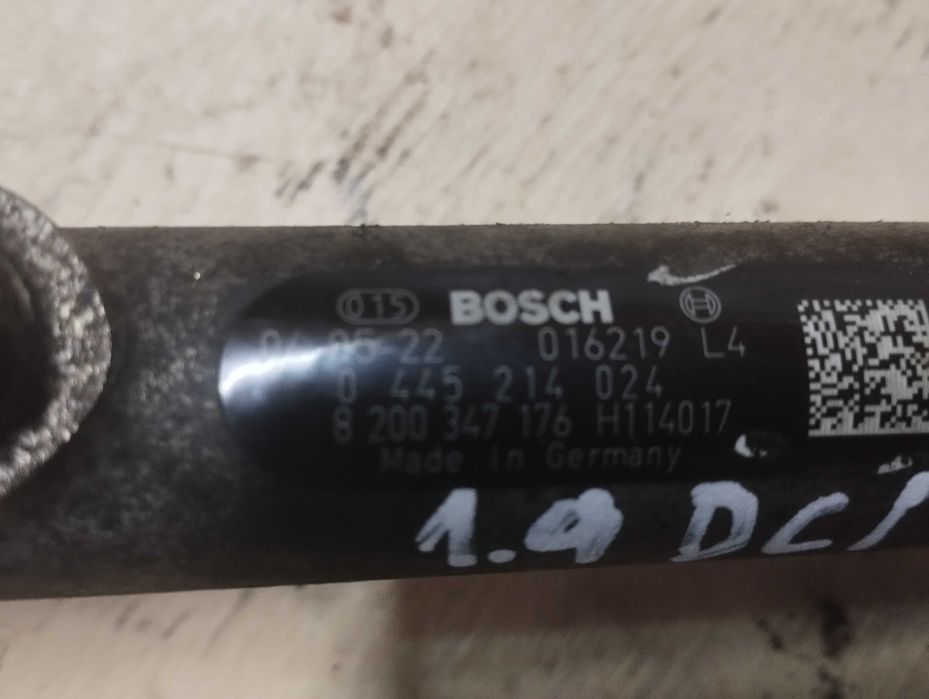 015 BOSCH
06 05 22 016219 L4
0 445 214 024
8 200 347 176 H114017
Made in Germany
1.9 DCI